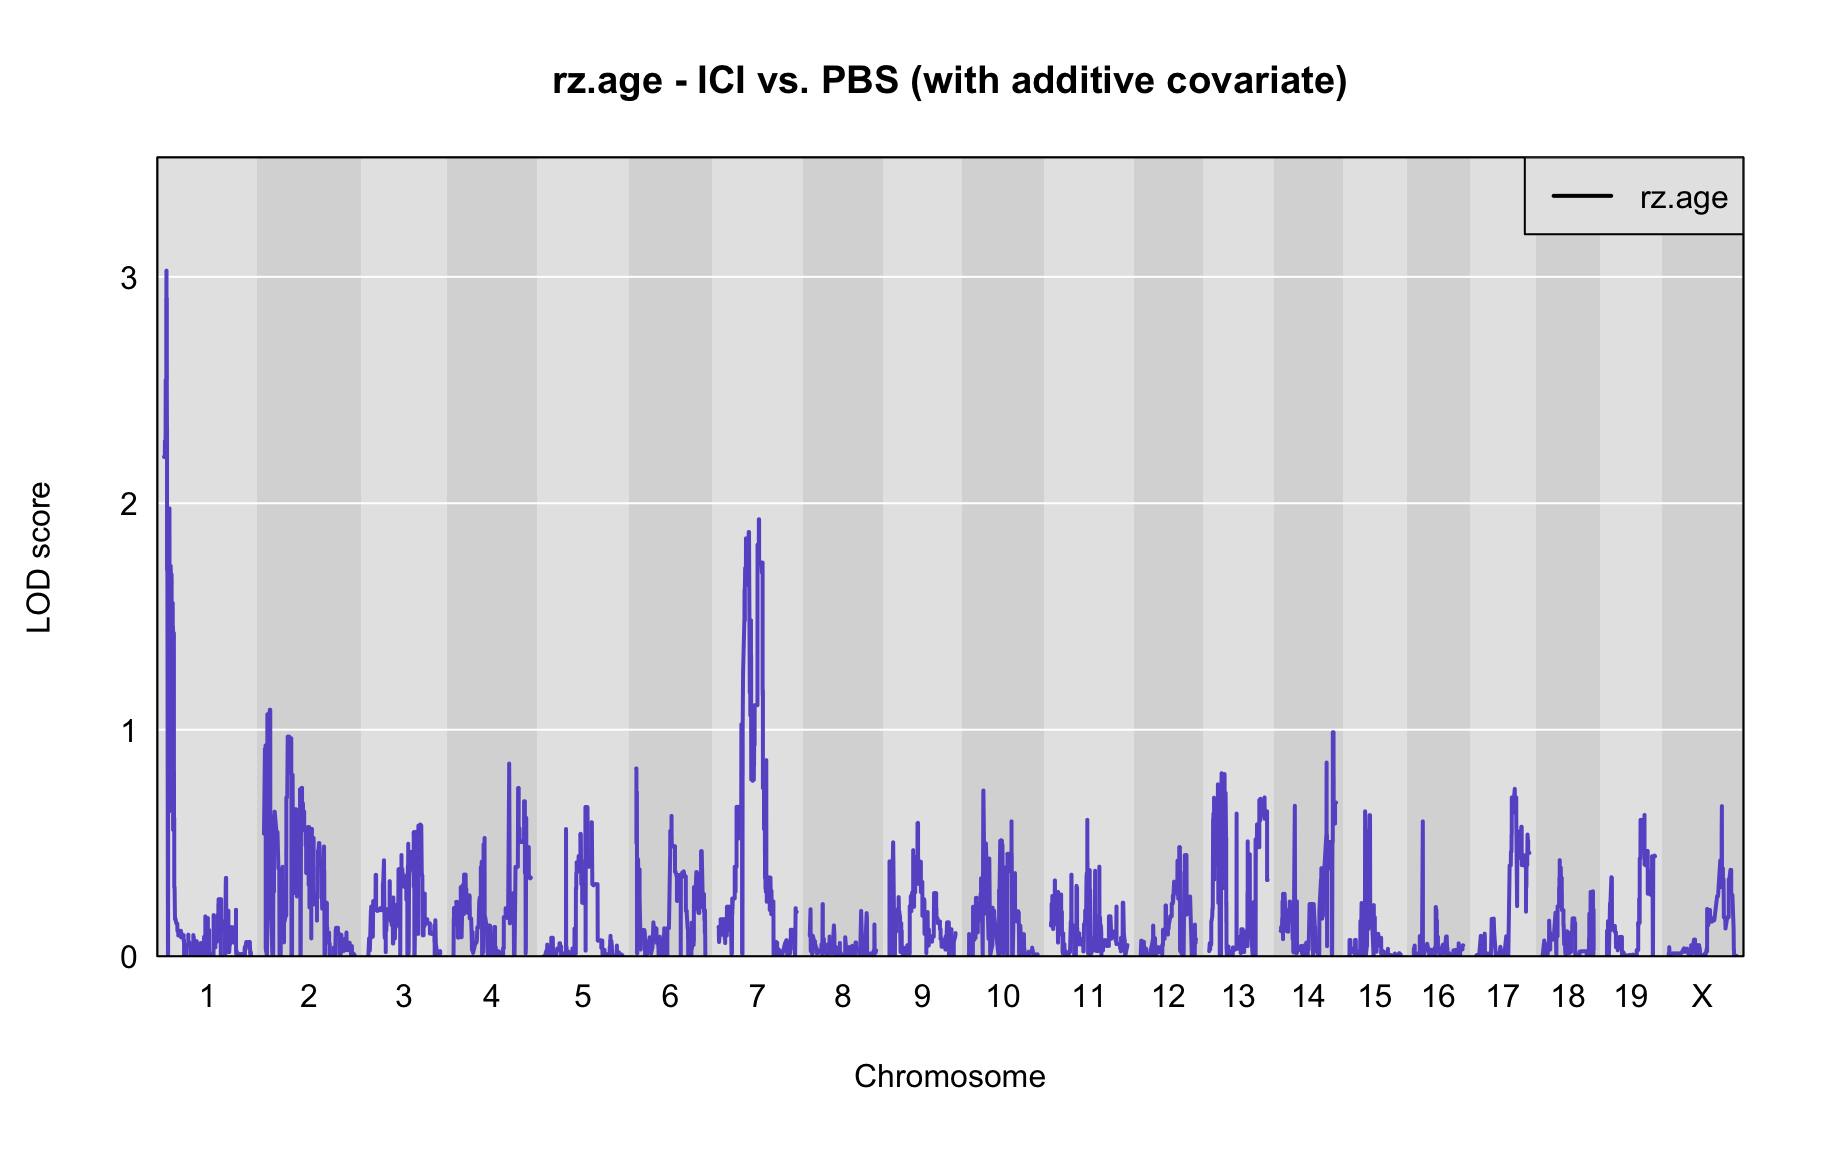 rz.age - ICI vs. PBS (with additive covariate)
rz.age
LOD score
3
2
1
0
1 2 3 4 5 6 7 8 9 10 11 12 13 14 15 16 17 18 19 X
Chromosome